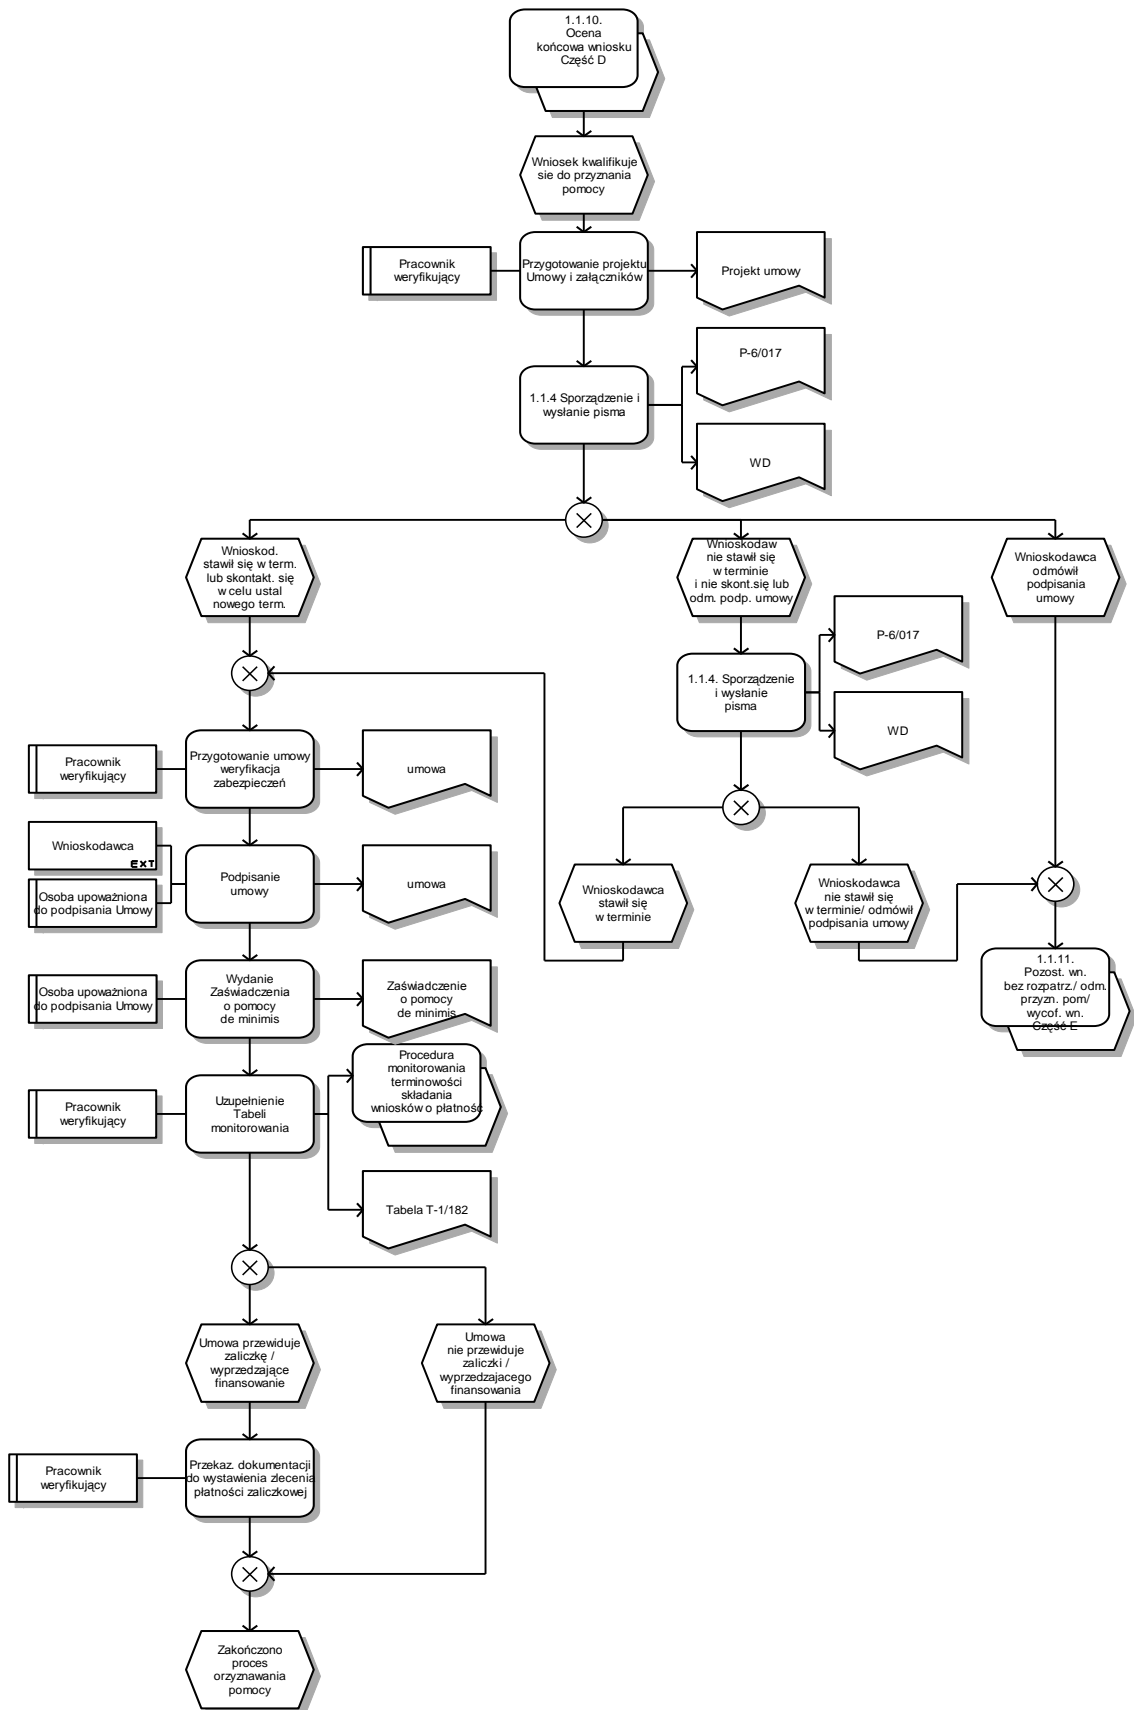 1.1.10.
Ocena
końcowa wniosku
Część D
Wniosek kwalifikuje
sie do przyznania
pomocy
Pracownik
weryfikujący
Przygotowanie projektu
Umowy i załączników
Projekt umowy
P-6/017
1.1.4 Sporządzenie i
wysłanie pisma
WD
Wnioskod.
stawił się w term.
lub skontakt. się
w celu ustal
nowego term.
Wnioskodaw
nie stawił się
w terminie
i nie skont.się lub
odm. podp. umowy
Wnioskodawca
odmówił
podpisania
umowy
P-6/017
1.1.4. Sporządzenie
i wysłanie
pisma
WD
Pracownik
weryfikujący
Przygotowanie umowy
weryfikacja
zabezpieczeń
umowa
Wnioskodawca
EXT
Osoba upoważniona
do podpisania Umowy
Podpisanie
umowy
umowa
Wnioskodawca
stawił się
w terminie
Wnioskodawca
nie stawił się
w terminie/ odmówił
podpisania umowy
1.1.11.
Pozost. wn.
bez rozpatrz./ odm.
przyzn. pom/
wycof. wn.
Część E
Osoba upoważniona
do podpisania Umowy
Wydanie
Zaświadczenia
o pomocy
de minimis
Zaświadczenie
o pomocy
de minimis
Procedura
monitorowania
terminowości
składania
wniosków o płatność
Pracownik
weryfikujący
Uzupełnienie
Tabeli
monitorowania
Tabela T-1/182
Umowa przewiduje
zaliczkę /
wyprzedzające
finansowanie
Umowa
nie przewiduje
zaliczki /
wyprzedzajacego
finansowania
Pracownik
weryfikujący
Przekaz. dokumentacji
do wystawienia zlecenia
płatności zaliczkowej
Zakończono
proces
orzyznawania
pomocy